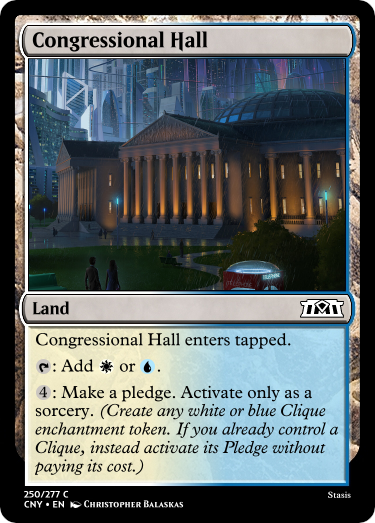 Congressional Hall
Land
Congressional Hall enters tapped.
: Add or .
4: Make a pledge. Activate only as a
sorcery. (Create any white or blue Clique
enchantment token. If you already control a
Clique, instead activate its Pledge without
paying its cost.)
250/277 C
CNY • EN Christopher Balaskas
Stasis